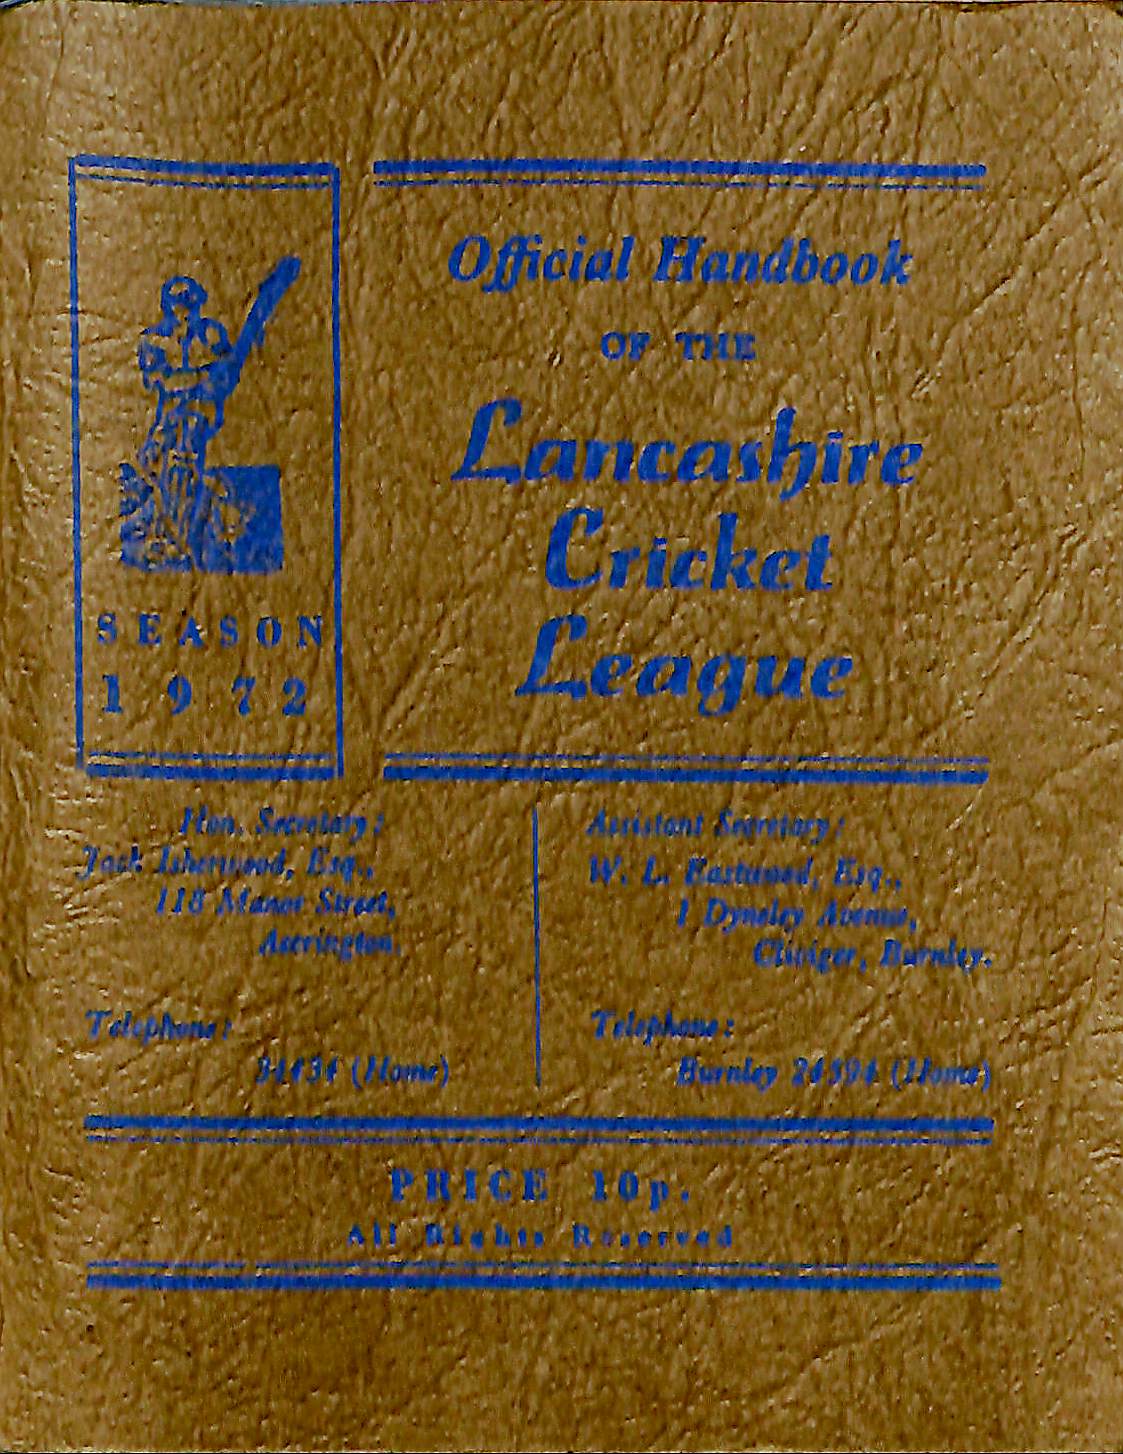 Official Handbook
OF THE
Lancashire
Cricket
League
SEASON
1972
Hon. Secretary:
Jack Isherwood, Esq.,
118 Manor Street,
Accrington.
Telephone:
34434 (Home)
Assistant Secretary:
W. L. Eastwood, Esq.,
1 Dyneley Avenue,
Cliviger, Burnley.
Telephone:
Burnley 24394 (Home)
PRICE 10p.
All Rights Reserved